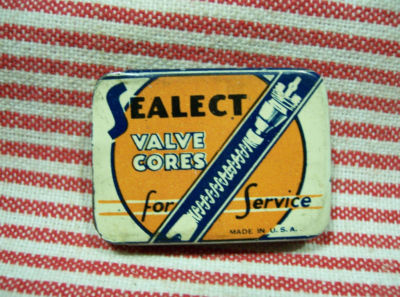 SEALECT
VALVE
CORES
for Service
MADE IN U.S.A.